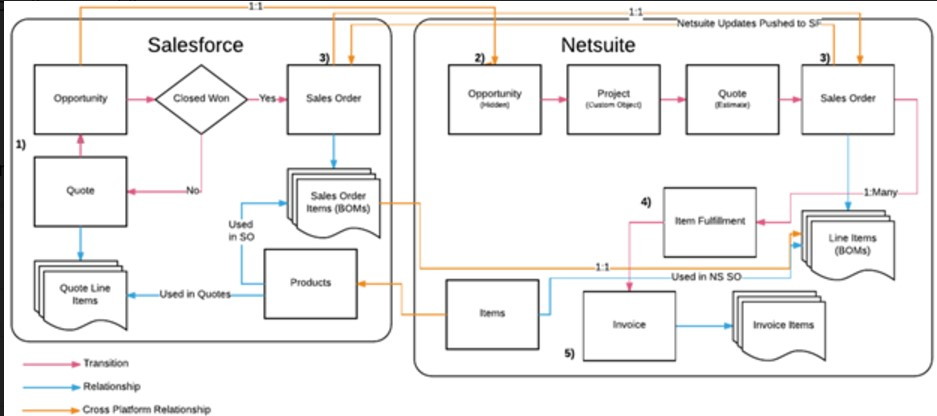 1:1
1:1
Netsuite Updates Pushed to SF
Salesforce
Netsuite
3)
2)
3)
Opportunity
Closed Won
Yes
Sales Order
Opportunity
(Hidden)
Project
(Custom Object)
Quote
(Estimate)
Sales Order
1)
Quote
No
Sales Order
Items (BOMs)
4)
Item Fulfillment
1:Many
Used
in SO
Line Items
(BOMs)
1:1
Used in NS SO
Products
Quote Line
Items
Used in Quotes
Items
Invoice
Invoice Items
5)
Transition
Relationship
Cross Platform Relationship